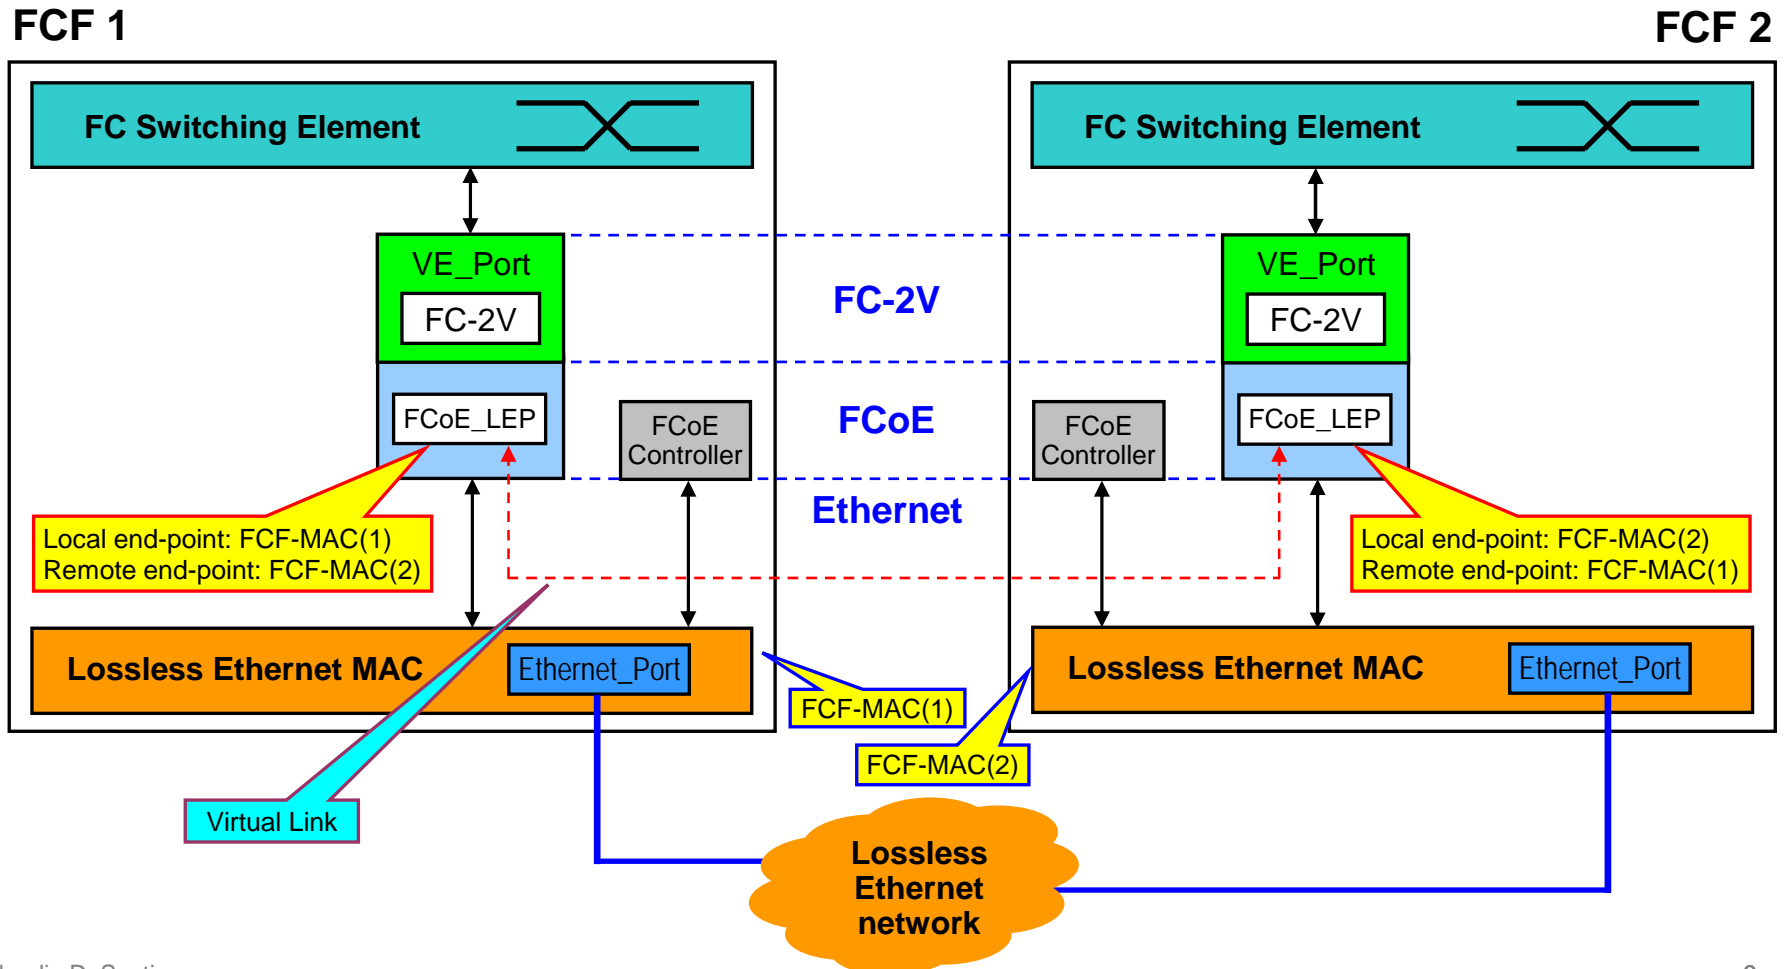 FCF 1
FCF 2
FC Switching Element
FC Switching Element
VE_Port
FC-2V
FC-2V
VE_Port
FC-2V
FCoE_LEP
FCoE
Controller
FCoE
FCoE
Controller
FCoE_LEP
Ethernet
Local end-point: FCF-MAC(1)
Remote end-point: FCF-MAC(2)
Local end-point: FCF-MAC(2)
Remote end-point: FCF-MAC(1)
Lossless Ethernet MAC
Ethernet_Port
FCF-MAC(1)
Lossless Ethernet MAC
Ethernet_Port
FCF-MAC(2)
Virtual Link
Lossless
Ethernet
network